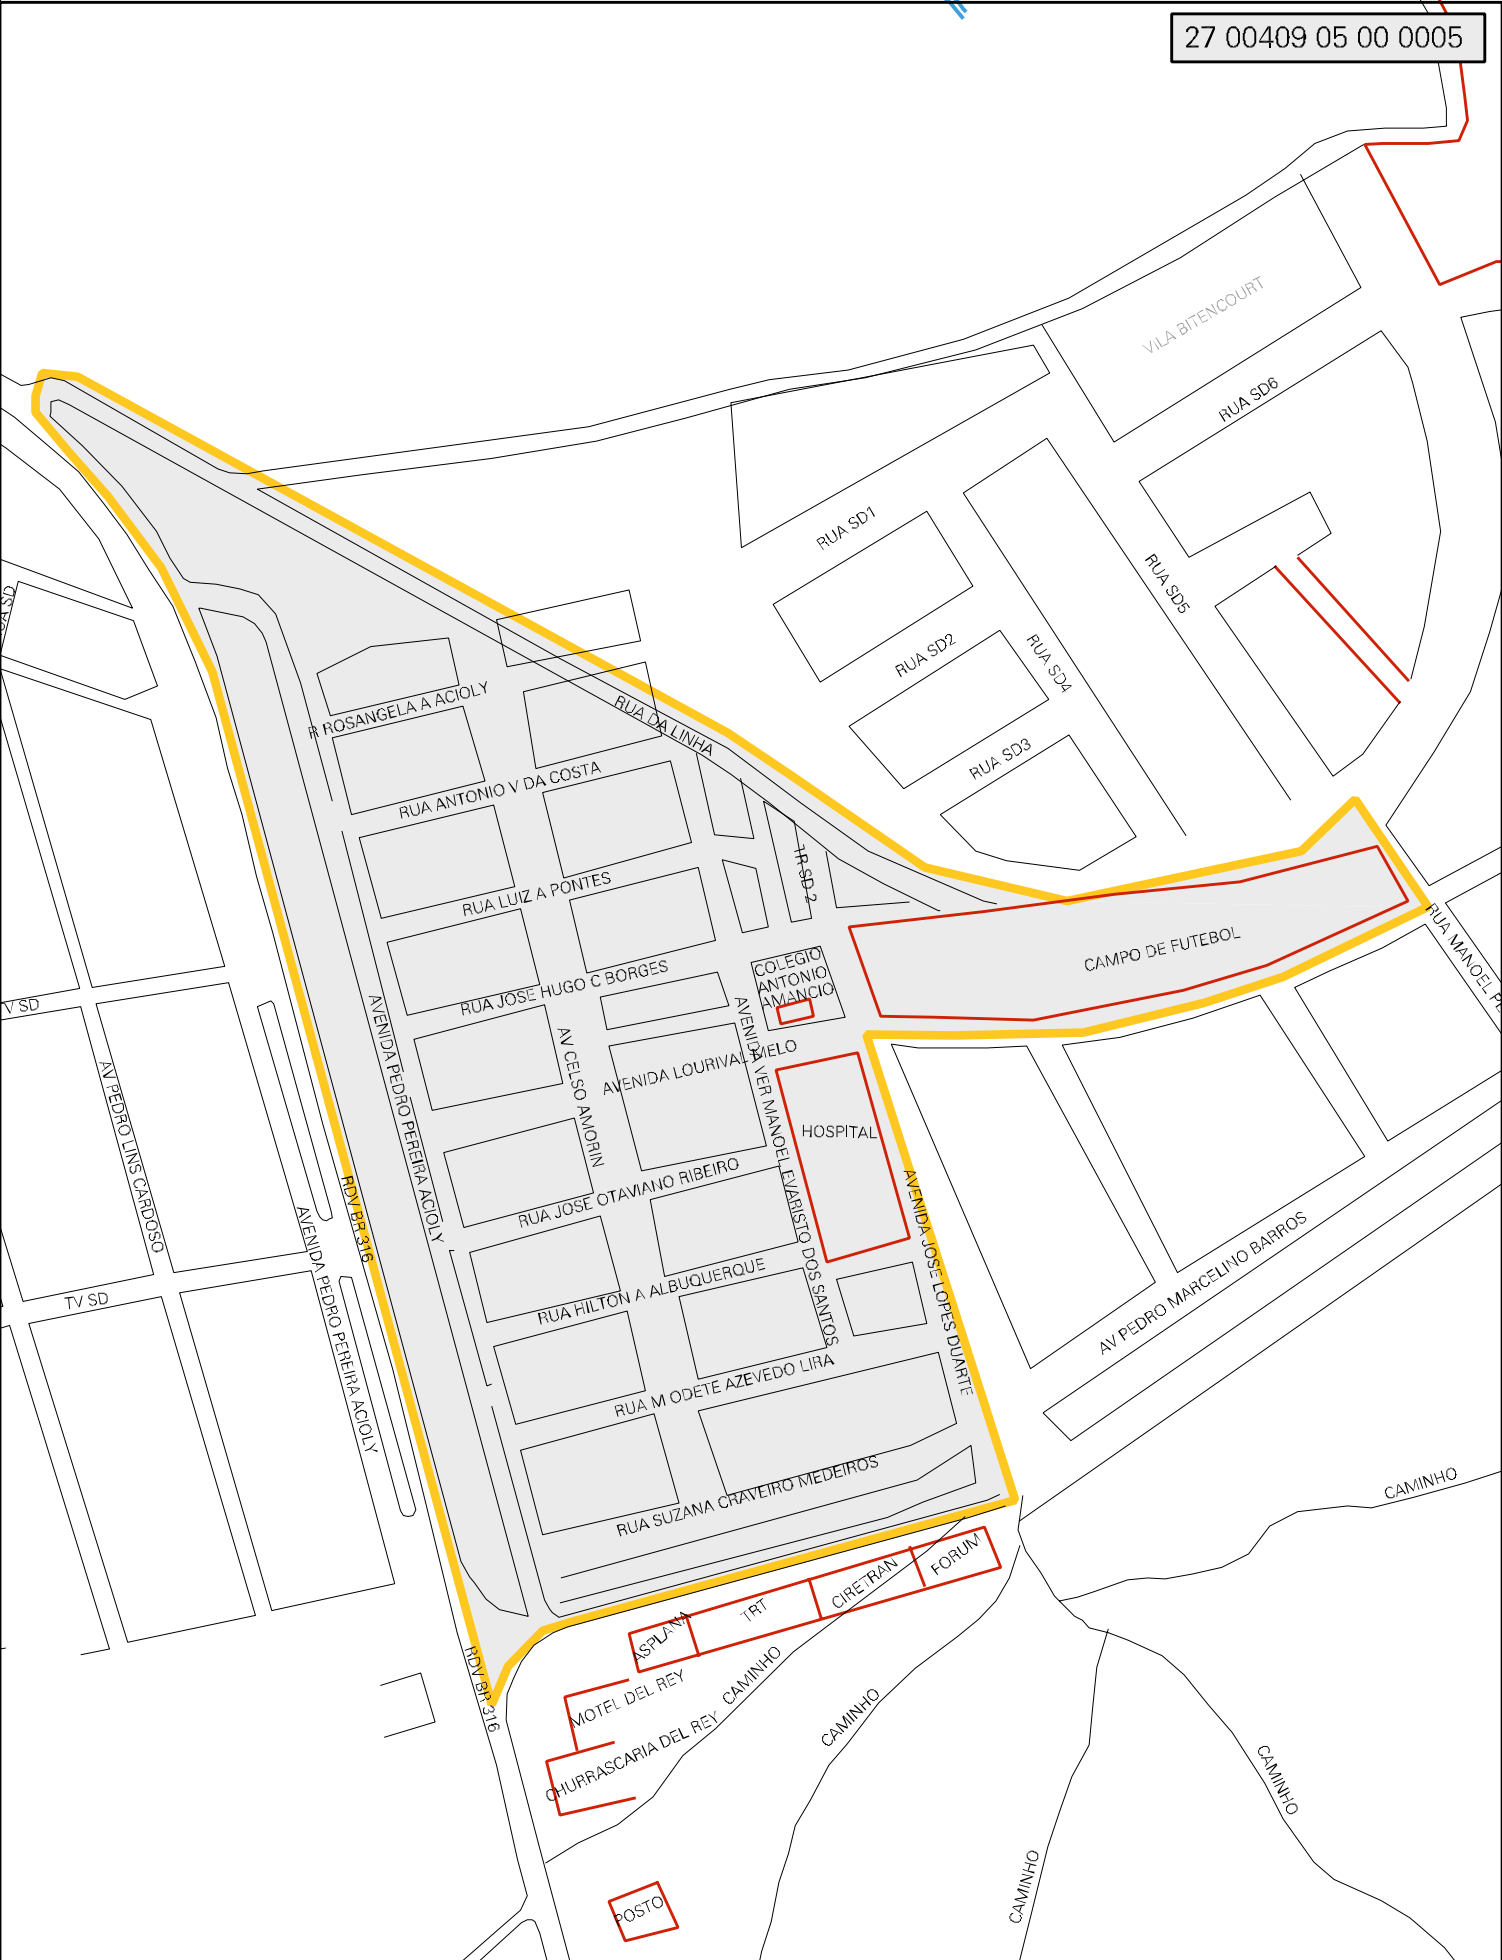 27 00409 05 00 0005
VILA BITENCOURT
RUA SD6
RUA SD1
RUA SD5
RUA SD2
RUA SD4
RUA SD3
R ROSANGELA A ACIOLY
RUA DA LINHA
RUA ANTONIO V DA COSTA
RUA LUIZ A PONTES
TR SD 2
RUA JOSE HUGO C BORGES
COLEGIO
ANTONIO
AMANCIO
CAMPO DE FUTEBOL
RUA MANOEL
V SD
AVENIDA PEDRO PEREIRA ACIOLY
AV CELSO AMORIN
AVENIDA LOURIVAL MELO
AVENIDA VER MANOEL EVARISTO DOS SANTOS
HOSPITAL
AV PEDRO LINS CARDOSO
RDV BR 316
AVENIDA PEDRO PEREIRA ACIOLY
RUA JOSE OTAVIANO RIBEIRO
AVENIDA JOSE LOPES DUARTE
AV PEDRO MARCELINO BARROS
TV SD
RUA HILTON A ALBUQUERQUE
RUA M ODETE AZEVEDO LIRA
RUA SUZANA CRAVEIRO MEDEIROS
CAMINHO
FORUM
CIRETRAN
TRT
ASPLANA
RDV BR 316
MOTEL DEL REY
CAMINHO
CHURRASCARIA DEL REY
CAMINHO
CAMINHO
CAMINHO
POSTO